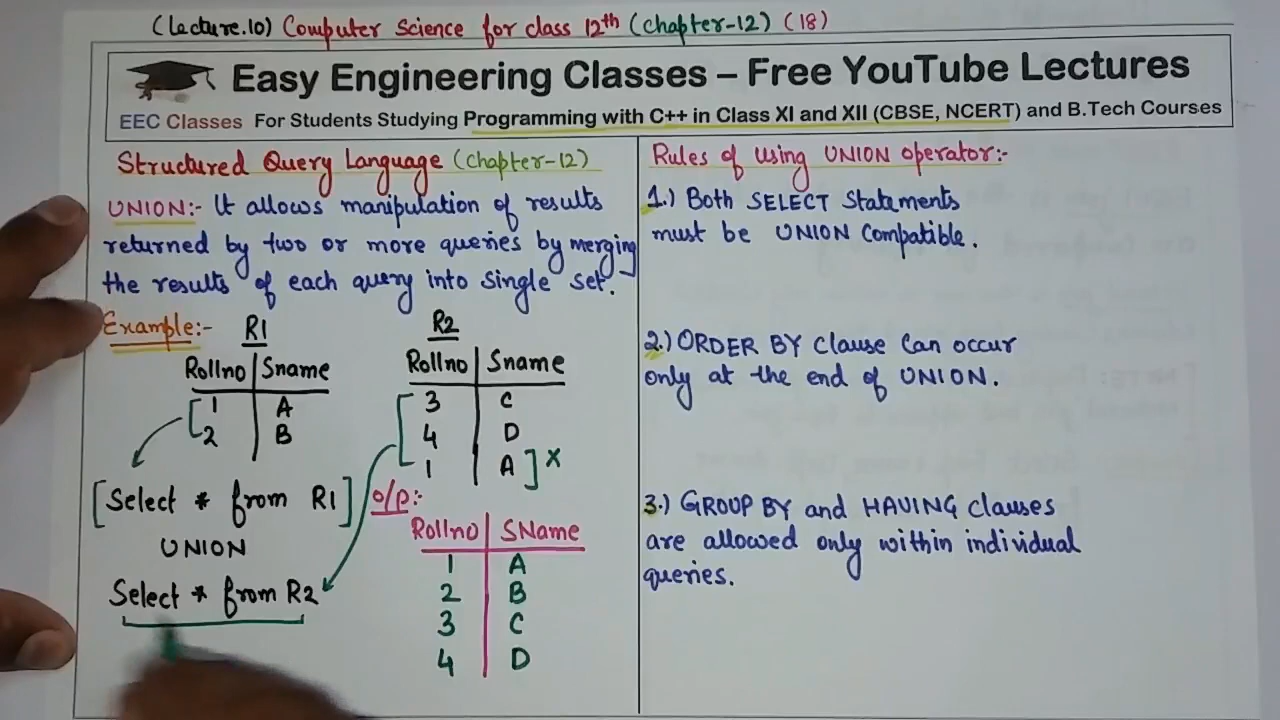 (Lecture.10) Computer Science for class 12th (Chapter-12) (18)
Easy Engineering Classes – Free YouTube Lectures
EEC Classes For Students Studying Programming with C++ in Class XI and XII (CBSE, NCERT) and B.Tech Courses
Structured Query Language (Chapter-12)
UNION:- It allows manipulation of results
returned by two or more queries by merging
the results of each query into single set.
Example:-
R1
Rollno Sname
1 A
2 B
R2
Rollno Sname
3 C
4 D
1 A ] X
[Select * from R1]
UNION
Select * from R2
o/p:-
Rollno SName
1 A
2 B
3 C
4 D
Rules of using UNION operator:-
1.) Both SELECT Statements
must be UNION Compatible.
2.) ORDER BY Clause Can occur
only at the end of UNION.
3.) GROUP BY and HAVING clauses
are allowed only within individual
queries.